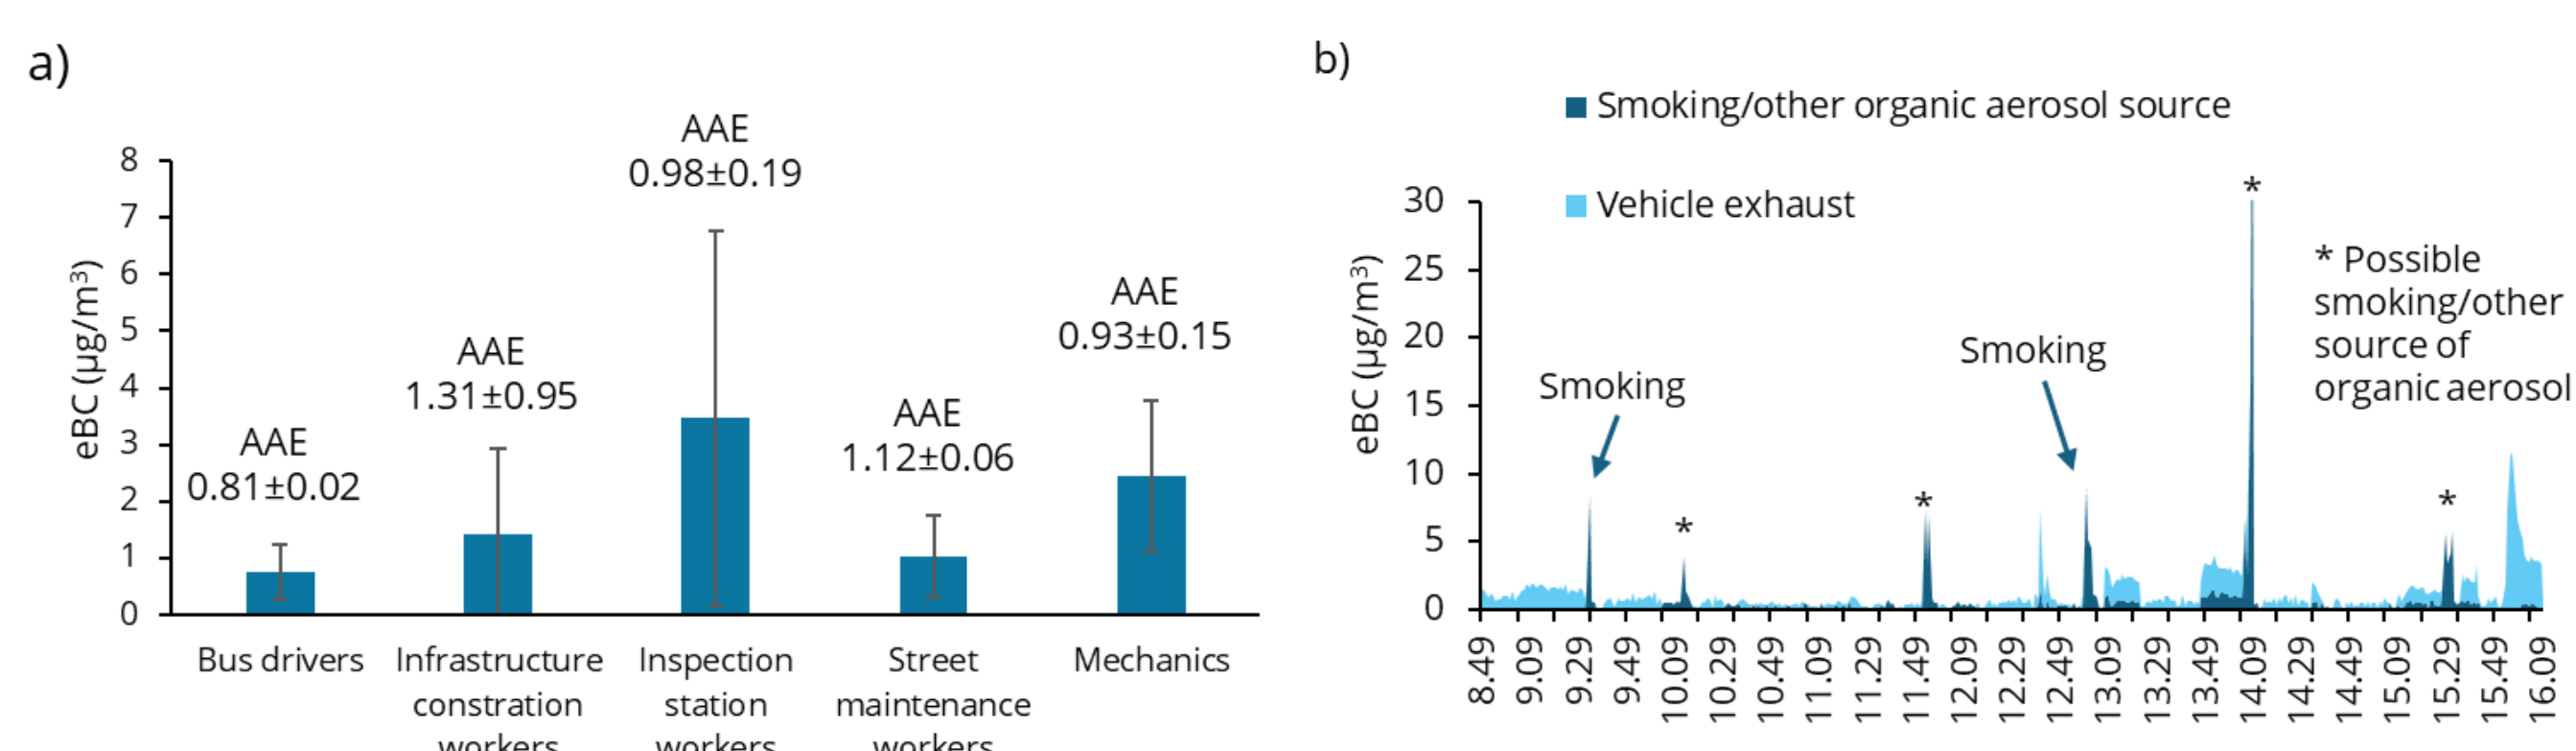 a)
AAE
0.98±0.19
AAE
0.93±0.15
AAE
1.31±0.95
AAE
1.12±0.06
AAE
0.81±0.02
eBC (µg/m³)
8
7
6
5
4
3
2
1
0
Bus drivers
Infrastructure
constration
workers
Inspection
station
workers
Street
maintenance
workers
Mechanics
b)
Smoking/other organic aerosol source
Vehicle exhaust
eBC (µg/m³)
30
25
20
15
10
5
0
Smoking
*
*
Smoking
*
*
* Possible
smoking/other
source of
organic aerosol
8.49
9.09
9.29
9.49
10.09
10.29
10.49
11.09
11.29
11.49
12.09
12.29
12.49
13.09
13.29
13.49
14.09
14.29
14.49
15.09
15.29
15.49
16.09